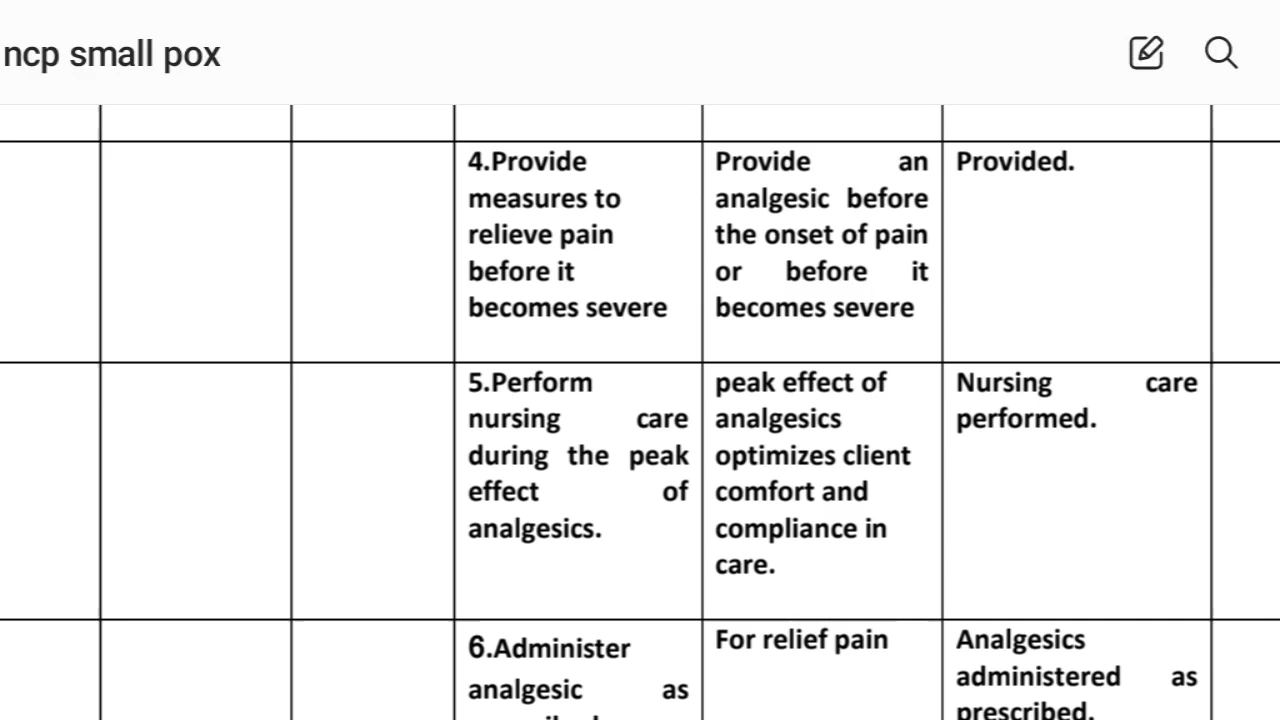 ncp small pox
4.Provide
measures to
relieve pain
before it
becomes severe
Provide an
analgesic before
the onset of pain
or before it
becomes severe
Provided.
5.Perform
nursing care
during the peak
effect of
analgesics.
peak effect of
analgesics
optimizes client
comfort and
compliance in
care.
Nursing care
performed.
6.Administer
analgesic as
For relief pain
Analgesics
administered as
prescribed.